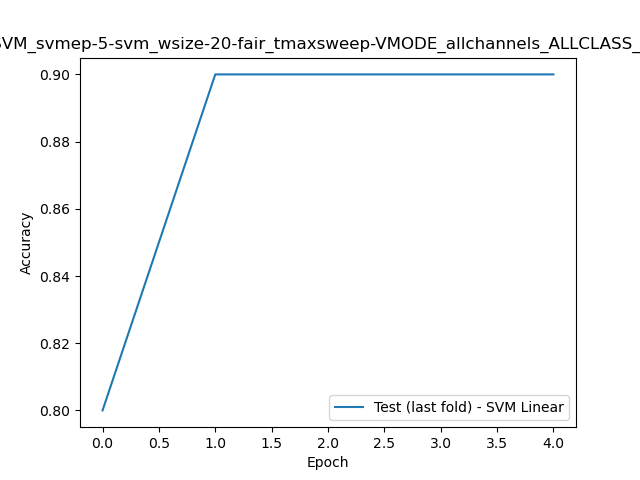 SVM_svmep-5-svm_wsize-20-fair_tmaxsweep-VMODE_allchannels_ALLCLASS_
0.90
0.88
0.86
0.84
0.82
0.80
Accuracy
Test (last fold) - SVM Linear
0.0 0.5 1.0 1.5 2.0 2.5 3.0 3.5 4.0
Epoch